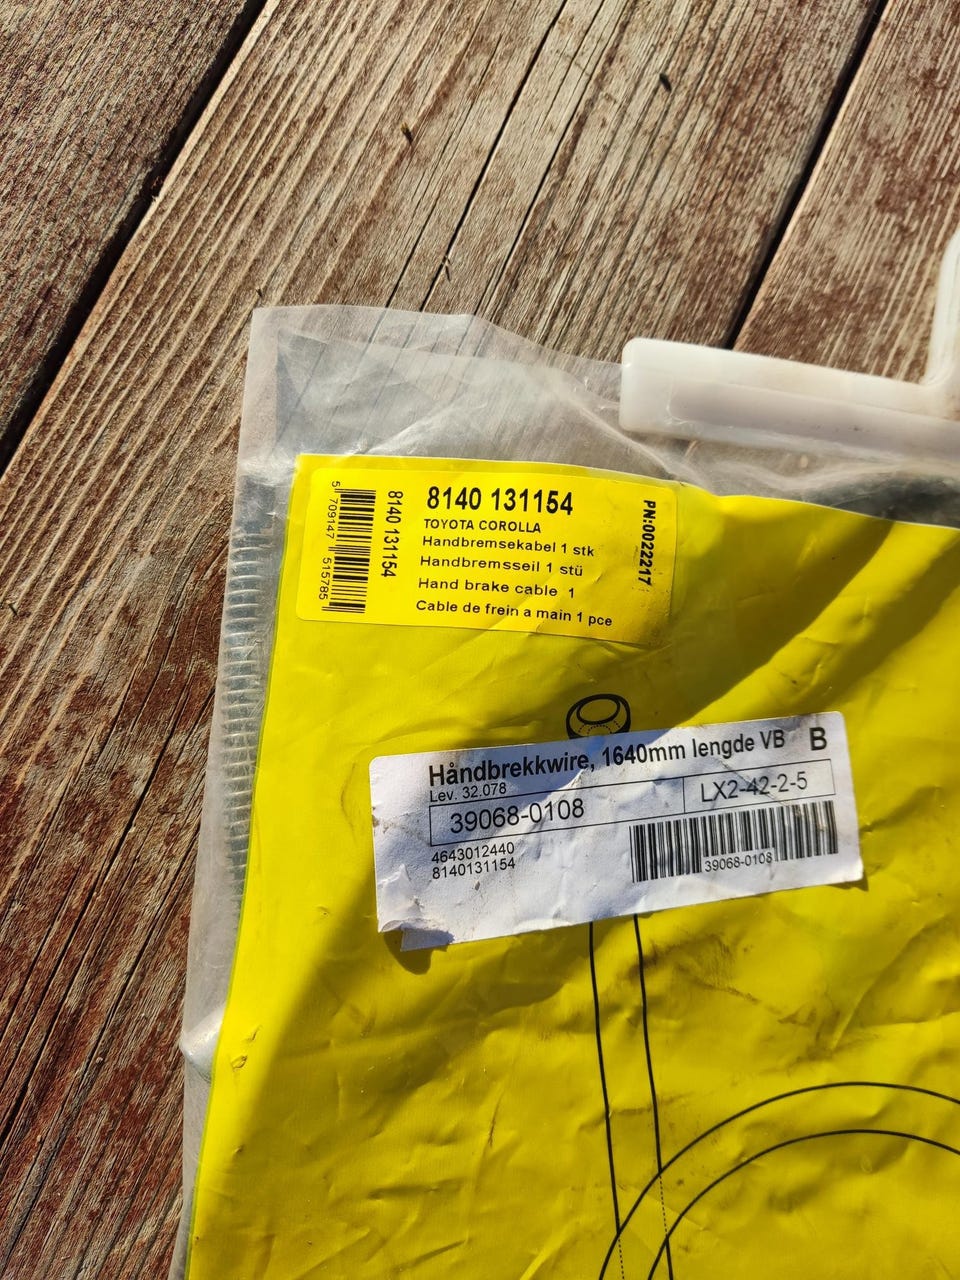 8140 131154
TOYOTA COROLLA
Handbremsekabel 1 stk
Handbremsseil 1 stü
Hand brake cable 1
Cable de frein a main 1 pce
5 709147 515785
8140 131154
PN:0022217
Håndbrekkwire, 1640mm lengde VB B
Lev. 32.078
39068-0108
LX2-42-2-5
4643012440
8140131154
39068-0108